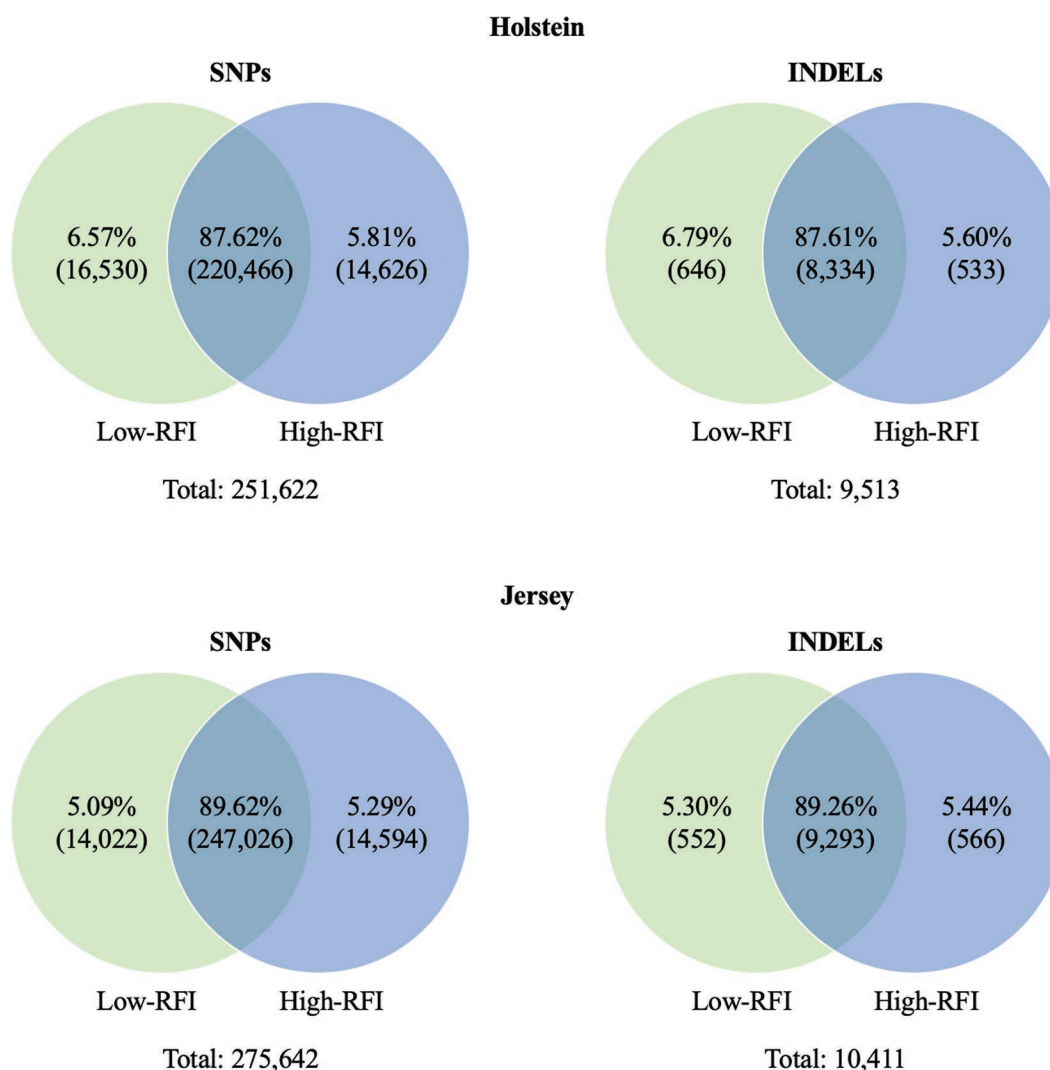 Holstein
SNPs
INDELs
6.57%
(16,530)
87.62%
(220,466)
5.81%
(14,626)
6.79%
(646)
87.61%
(8,334)
5.60%
(533)
Low-RFI
High-RFI
Low-RFI
High-RFI
Total: 251,622
Total: 9,513
Jersey
SNPs
INDELs
5.09%
(14,022)
89.62%
(247,026)
5.29%
(14,594)
5.30%
(552)
89.26%
(9,293)
5.44%
(566)
Low-RFI
High-RFI
Low-RFI
High-RFI
Total: 275,642
Total: 10,411